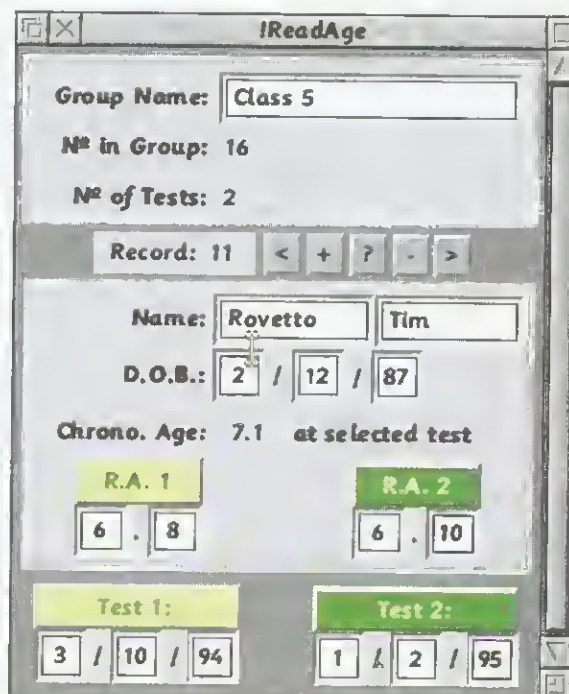 !ReadAge
Group Name: Class 5
Nº in Group: 16
Nº of Tests: 2
Record: 11 < + ? - >
Name: Rovetto Tim
D.O.B.: 2 / 12 / 87
Chrono. Age: 7.1 at selected test
R.A. 1 R.A. 2
6 . 8 6 . 10
Test 1: Test 2:
3 / 10 / 94 1 / 2 / 95